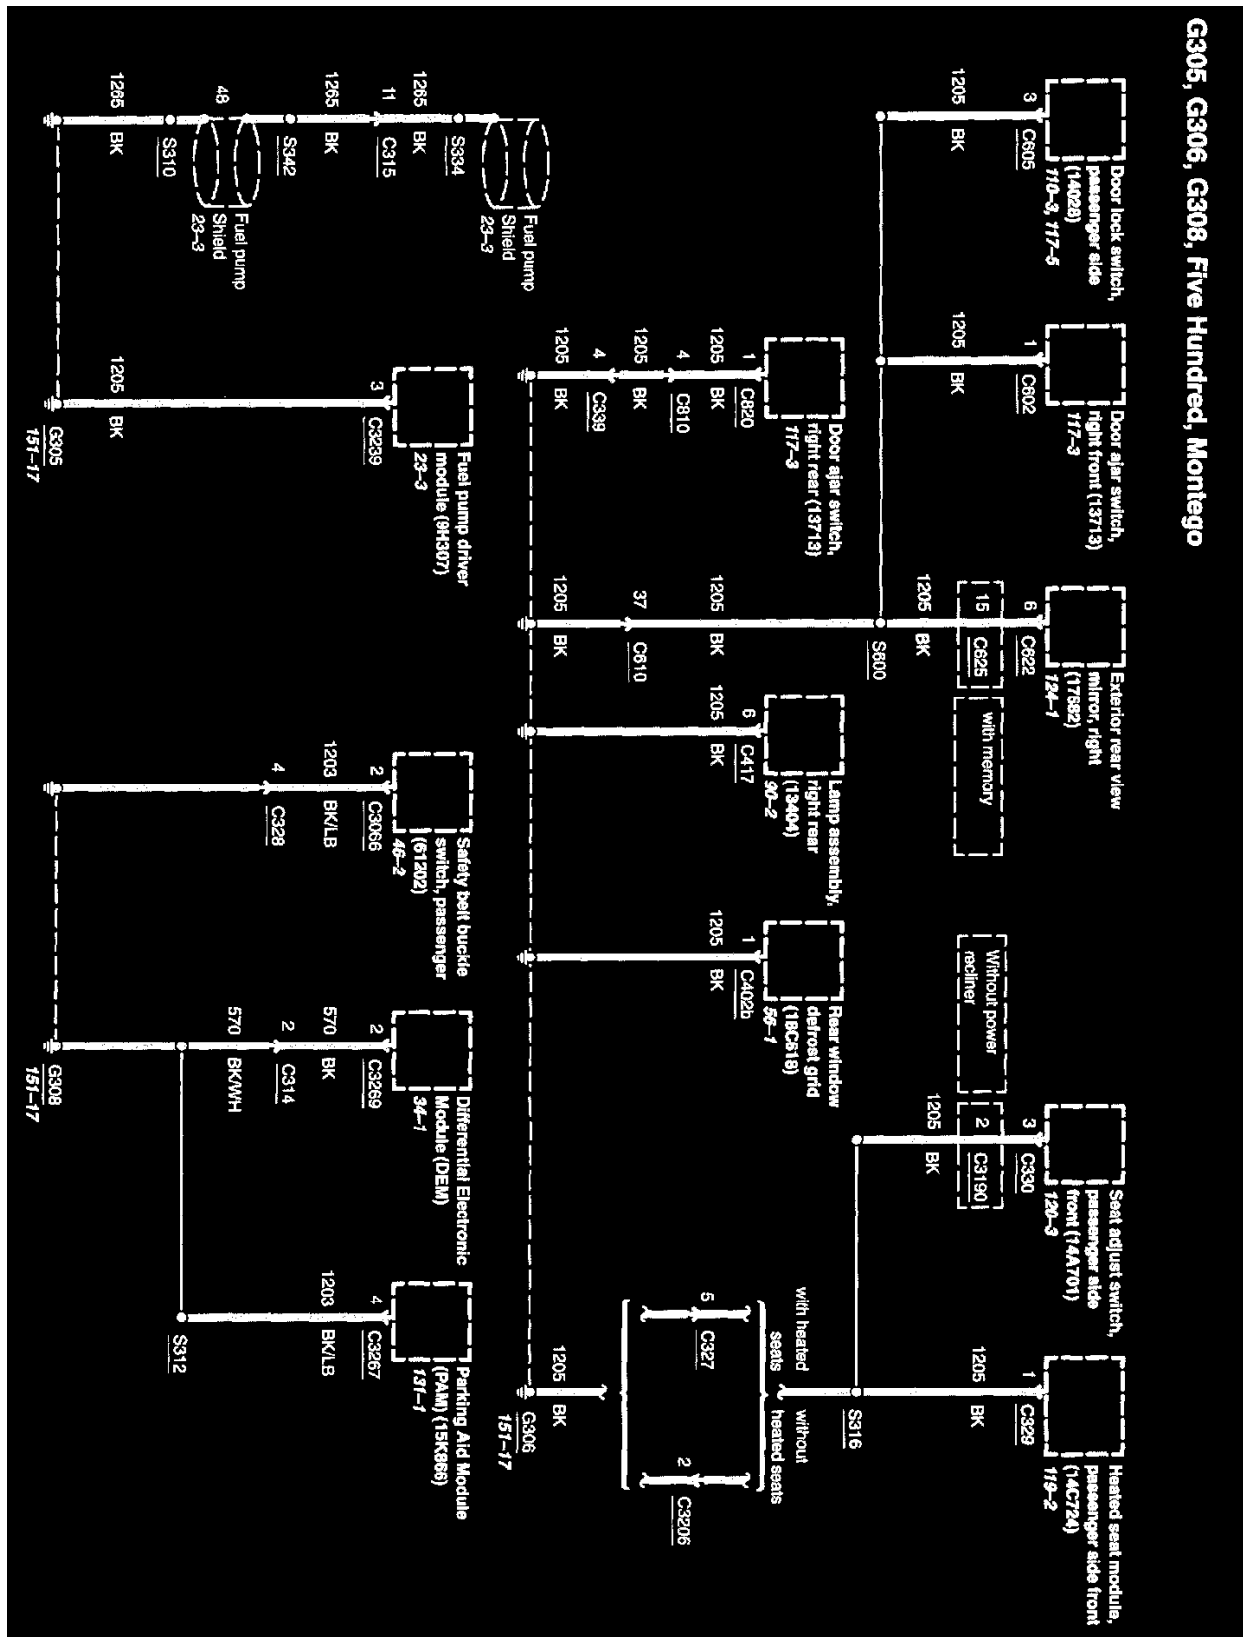 G305, G306, G308, Five Hundred, Montego
Door lock switch,
passenger side
(14028)
110–3, 117–5
3
C605
1205
BK
Door ajar switch,
right front (13713)
117–3
1
C602
1205
BK
Exterior rear view
mirror, right
(17682)
124–1
6
C622
15
C625
with memory
1205
BK
S600
Seat adjust switch,
passenger side
front (14A701)
120–3
3
C330
2
C3190
Without power
recliner
1205
BK
Heated seat module,
passenger side front
(14C724)
119–2
1
C329
1205
BK
S316
Door ajar switch,
right rear (13713)
117–3
1
C820
1205
BK
4
C810
1205
BK
4
C339
1205
BK
1205
BK
37
C610
1205
BK
Lamp assembly,
right rear
(13404)
90–2
6
C417
1205
BK
Rear window
defrost grid
(18C618)
56–1
1
C402b
1205
BK
with heated
seats
without
heated seats
5
C327
2
C3206
1205
BK
G306
151–17
Fuel pump
Shield
23–3
S334
1265
BK
11
C315
1265
BK
S342
48
Fuel pump
Shield
23–3
S310
1265
BK
Fuel pump driver
module (9H307)
23–3
3
C3239
1205
BK
G305
151–17
Safety belt buckle
switch, passenger
(61202)
46–2
2
C3066
1203
BK/LB
4
C328
Differential Electronic
Module (DEM)
34–1
2
C3269
570
BK
2
C314
570
BK/WH
G308
151–17
Parking Aid Module
(PAM) (15K866)
131–1
4
C3267
1203
BK/LB
S312